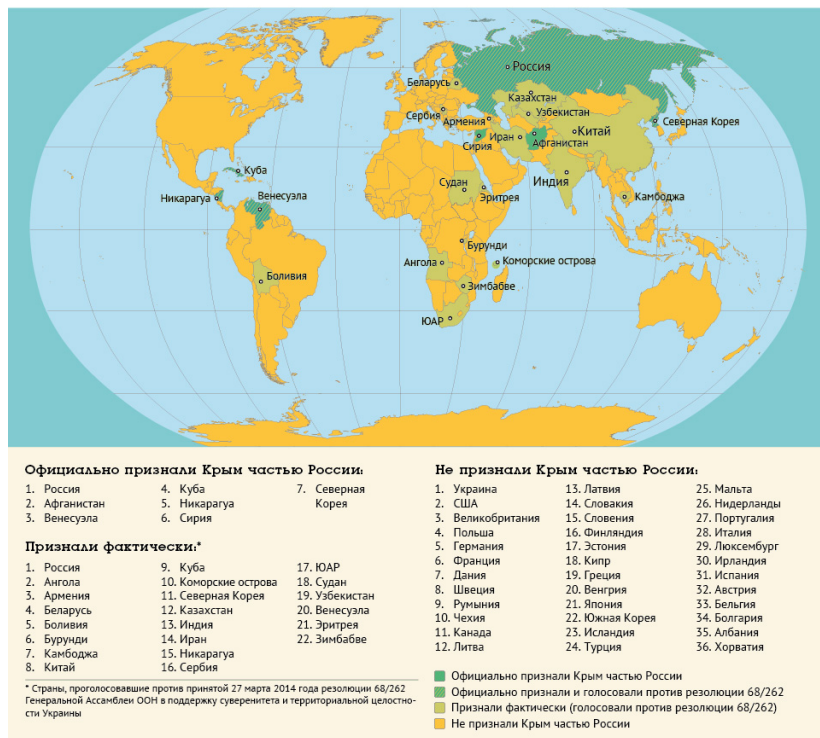 Россия
Беларусь
Казахстан
Узбекистан
Сербия
Армения
Северная Корея
Иран
Китай
Сирия
Афганистан
Куба
Судан
Индия
Никарагуа
Венесуэла
Эритрея
Камбоджа
Бурунди
Ангола
Коморские острова
Боливия
Зимбабве
ЮАР
Официально признали Крым частью России:
1. Россия
2. Афганистан
3. Венесуэла
4. Куба
5. Никарагуа
6. Сирия
7. Северная
Корея
Признали фактически:*
1. Россия
2. Ангола
3. Армения
4. Беларусь
5. Боливия
6. Бурунди
7. Камбоджа
8. Китай
9. Куба
10. Коморские острова
11. Северная Корея
12. Казахстан
13. Индия
14. Иран
15. Никарагуа
16. Сербия
17. ЮАР
18. Судан
19. Узбекистан
20. Венесуэла
21. Эритрея
22. Зимбабве
* Страны, проголосовавшие против принятой 27 марта 2014 года резолюции 68/262
Генеральной Ассамблеи ООН в поддержку суверенитета и территориальной целостно-
сти Украины
Не признали Крым частью России:
1. Украина
2. США
3. Великобритания
4. Польша
5. Германия
6. Франция
7. Дания
8. Швеция
9. Румыния
10. Чехия
11. Канада
12. Литва
13. Латвия
14. Словакия
15. Словения
16. Финляндия
17. Эстония
18. Кипр
19. Греция
20. Венгрия
21. Япония
22. Южная Корея
23. Исландия
24. Турция
25. Мальта
26. Нидерланды
27. Португалия
28. Италия
29. Люксембург
30. Ирландия
31. Испания
32. Австрия
33. Бельгия
34. Болгария
35. Албания
36. Хорватия
Официально признали Крым частью России
Официально признали и голосовали против резолюции 68/262
Признали фактически (голосовали против резолюции 68/262)
Не признали Крым частью России